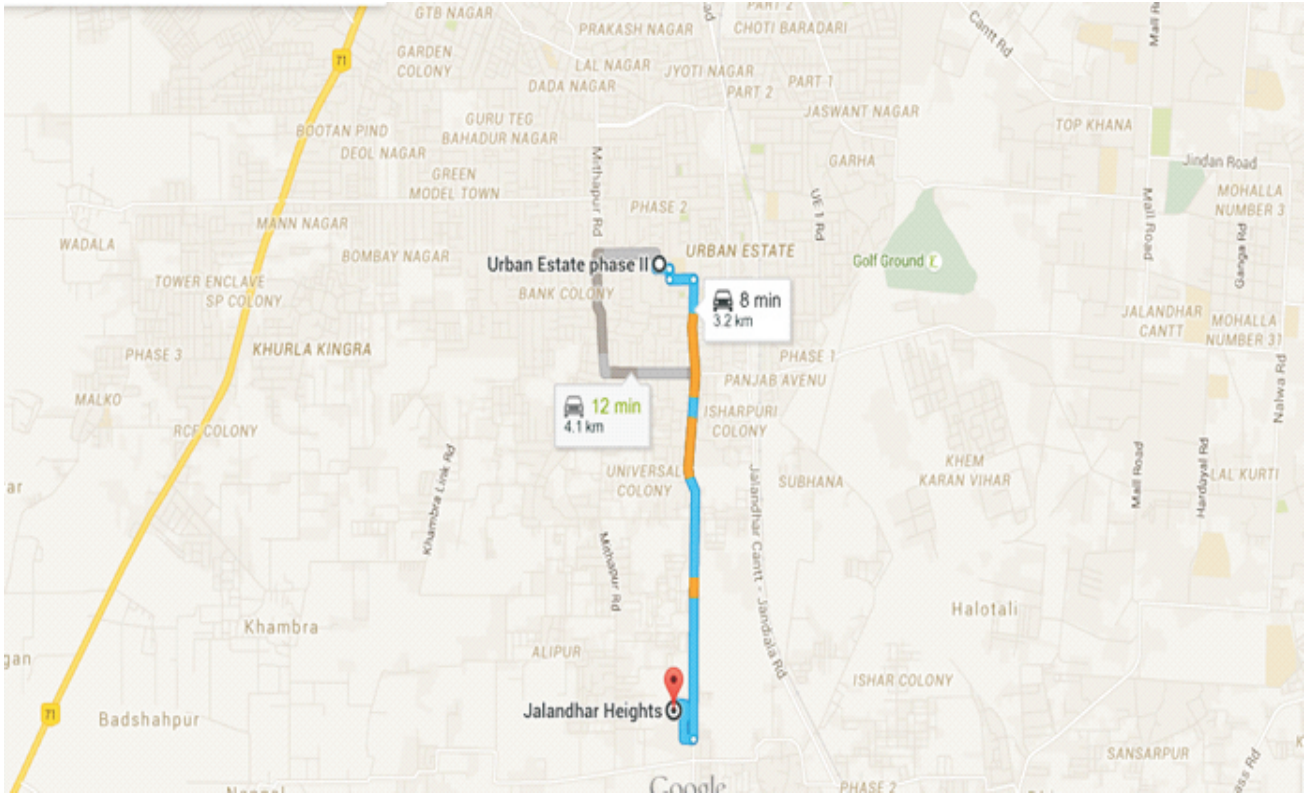 GTB NAGAR
PART 2
PRAKASH NAGAR
CHOTI BARADARI
Cantt Rd
71
GARDEN
COLONY
LAL NAGAR
JYOTI NAGAR
PART 2
PART 1
DADA NAGAR
JASWANT NAGAR
BOOTAN PIND
GURU TEG
BAHADUR NAGAR
TOP KHANA
DEOL NAGAR
Mithapur Rd
GARHA
Jindan Road
GREEN
MODEL TOWN
MOHALLA
NUMBER 3
Mall Road
PHASE 2
UE 1 Rd
MANN NAGAR
WADALA
BOMBAY NAGAR
URBAN ESTATE
Ganga Rd
Urban Estate phase II
Golf Ground
TOWER ENCLAVE
SP COLONY
BANK COLONY
8 min
3.2 km
JALANDHAR
CANTT
MOHALLA
NUMBER 31
PHASE 3
KHURLA KINGRA
PHASE 1
PANJAB AVENU
Nalwa Rd
MALKO
12 min
4.1 km
ISHARPURI
COLONY
RCF COLONY
Khambra Link Rd
UNIVERSAL
COLONY
SUBHANA
KHEM
KARAN VIHAR
Mall Road
Hardayal Rd
LAL KURTI
Jalandhar Cantt - Jandiala Rd
Mithapur Rd
Halotali
Khambra
ALIPUR
ISHAR COLONY
Jalandhar Heights
71
Badshahpur
SANSARPUR
Google
PHASE 2